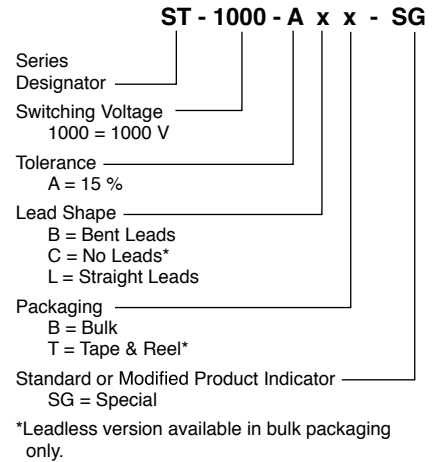 ST - 1000 - A x x - SG
Series
Designator
Switching Voltage
1000 = 1000 V
Tolerance
A = 15 %
Lead Shape
B = Bent Leads
C = No Leads*
L = Straight Leads
Packaging
B = Bulk
T = Tape & Reel*
Standard or Modified Product Indicator
SG = Special
*Leadless version available in bulk packaging
only.